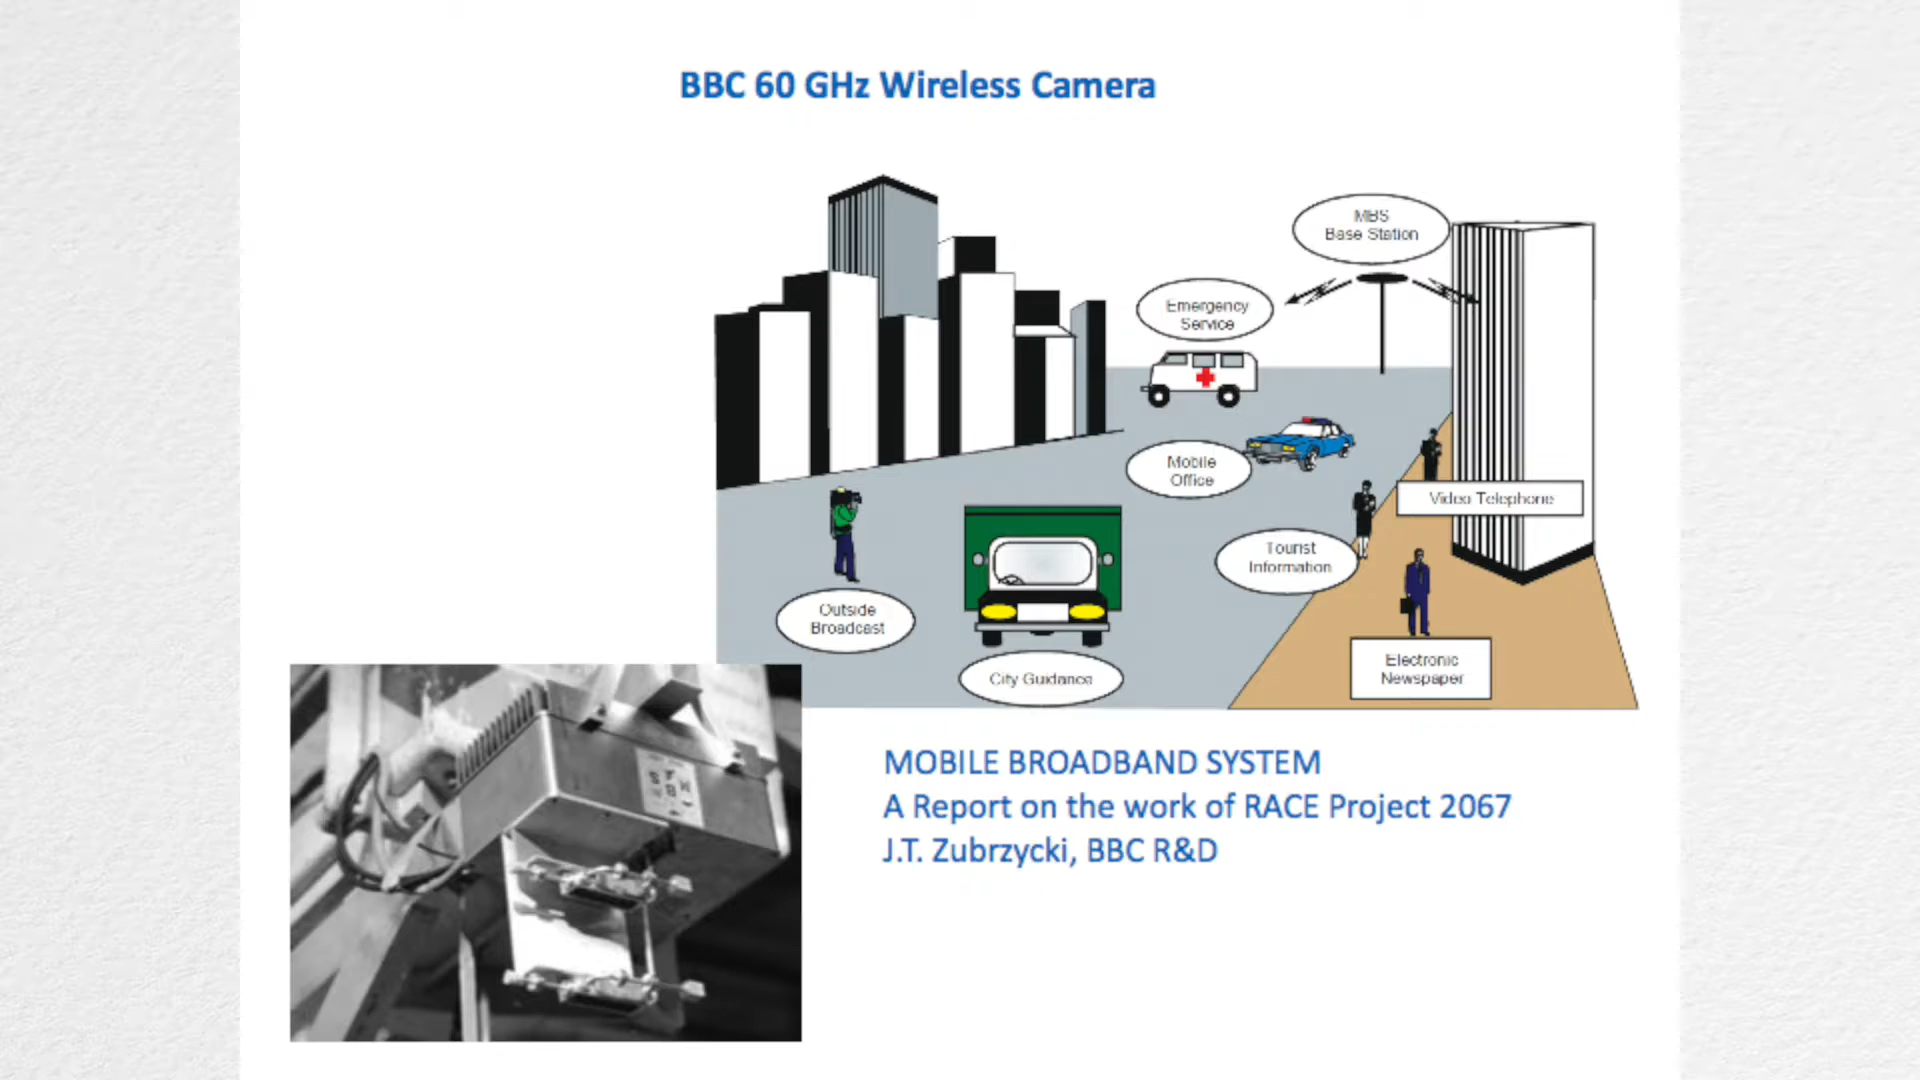 BBC 60 GHz Wireless Camera
MBS
Base Station
Emergency
Service
Mobile
Office
Video Telephone
Tourist
Information
Outside
Broadcast
Electronic
Newspaper
City Guidance
MOBILE BROADBAND SYSTEM
A Report on the work of RACE Project 2067
J.T. Zubrzycki, BBC R&D